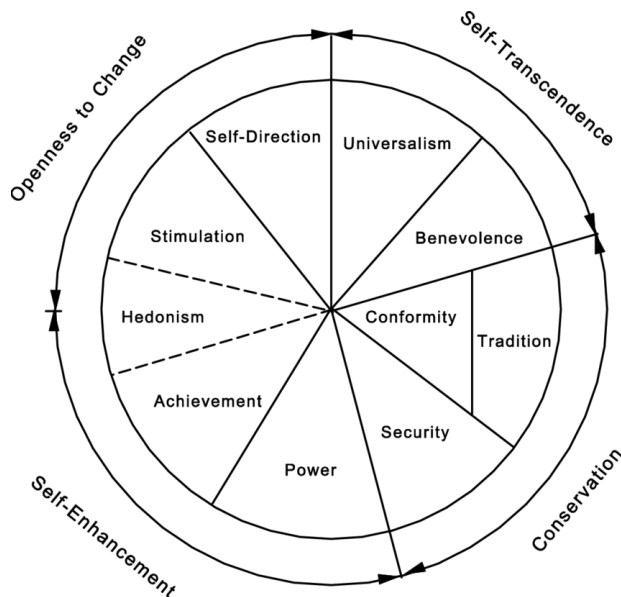 Openness to Change
Self-Transcendence
Self-Direction
Universalism
Stimulation
Benevolence
Hedonism
Conformity
Tradition
Achievement
Security
Power
Self-Enhancement
Conservation